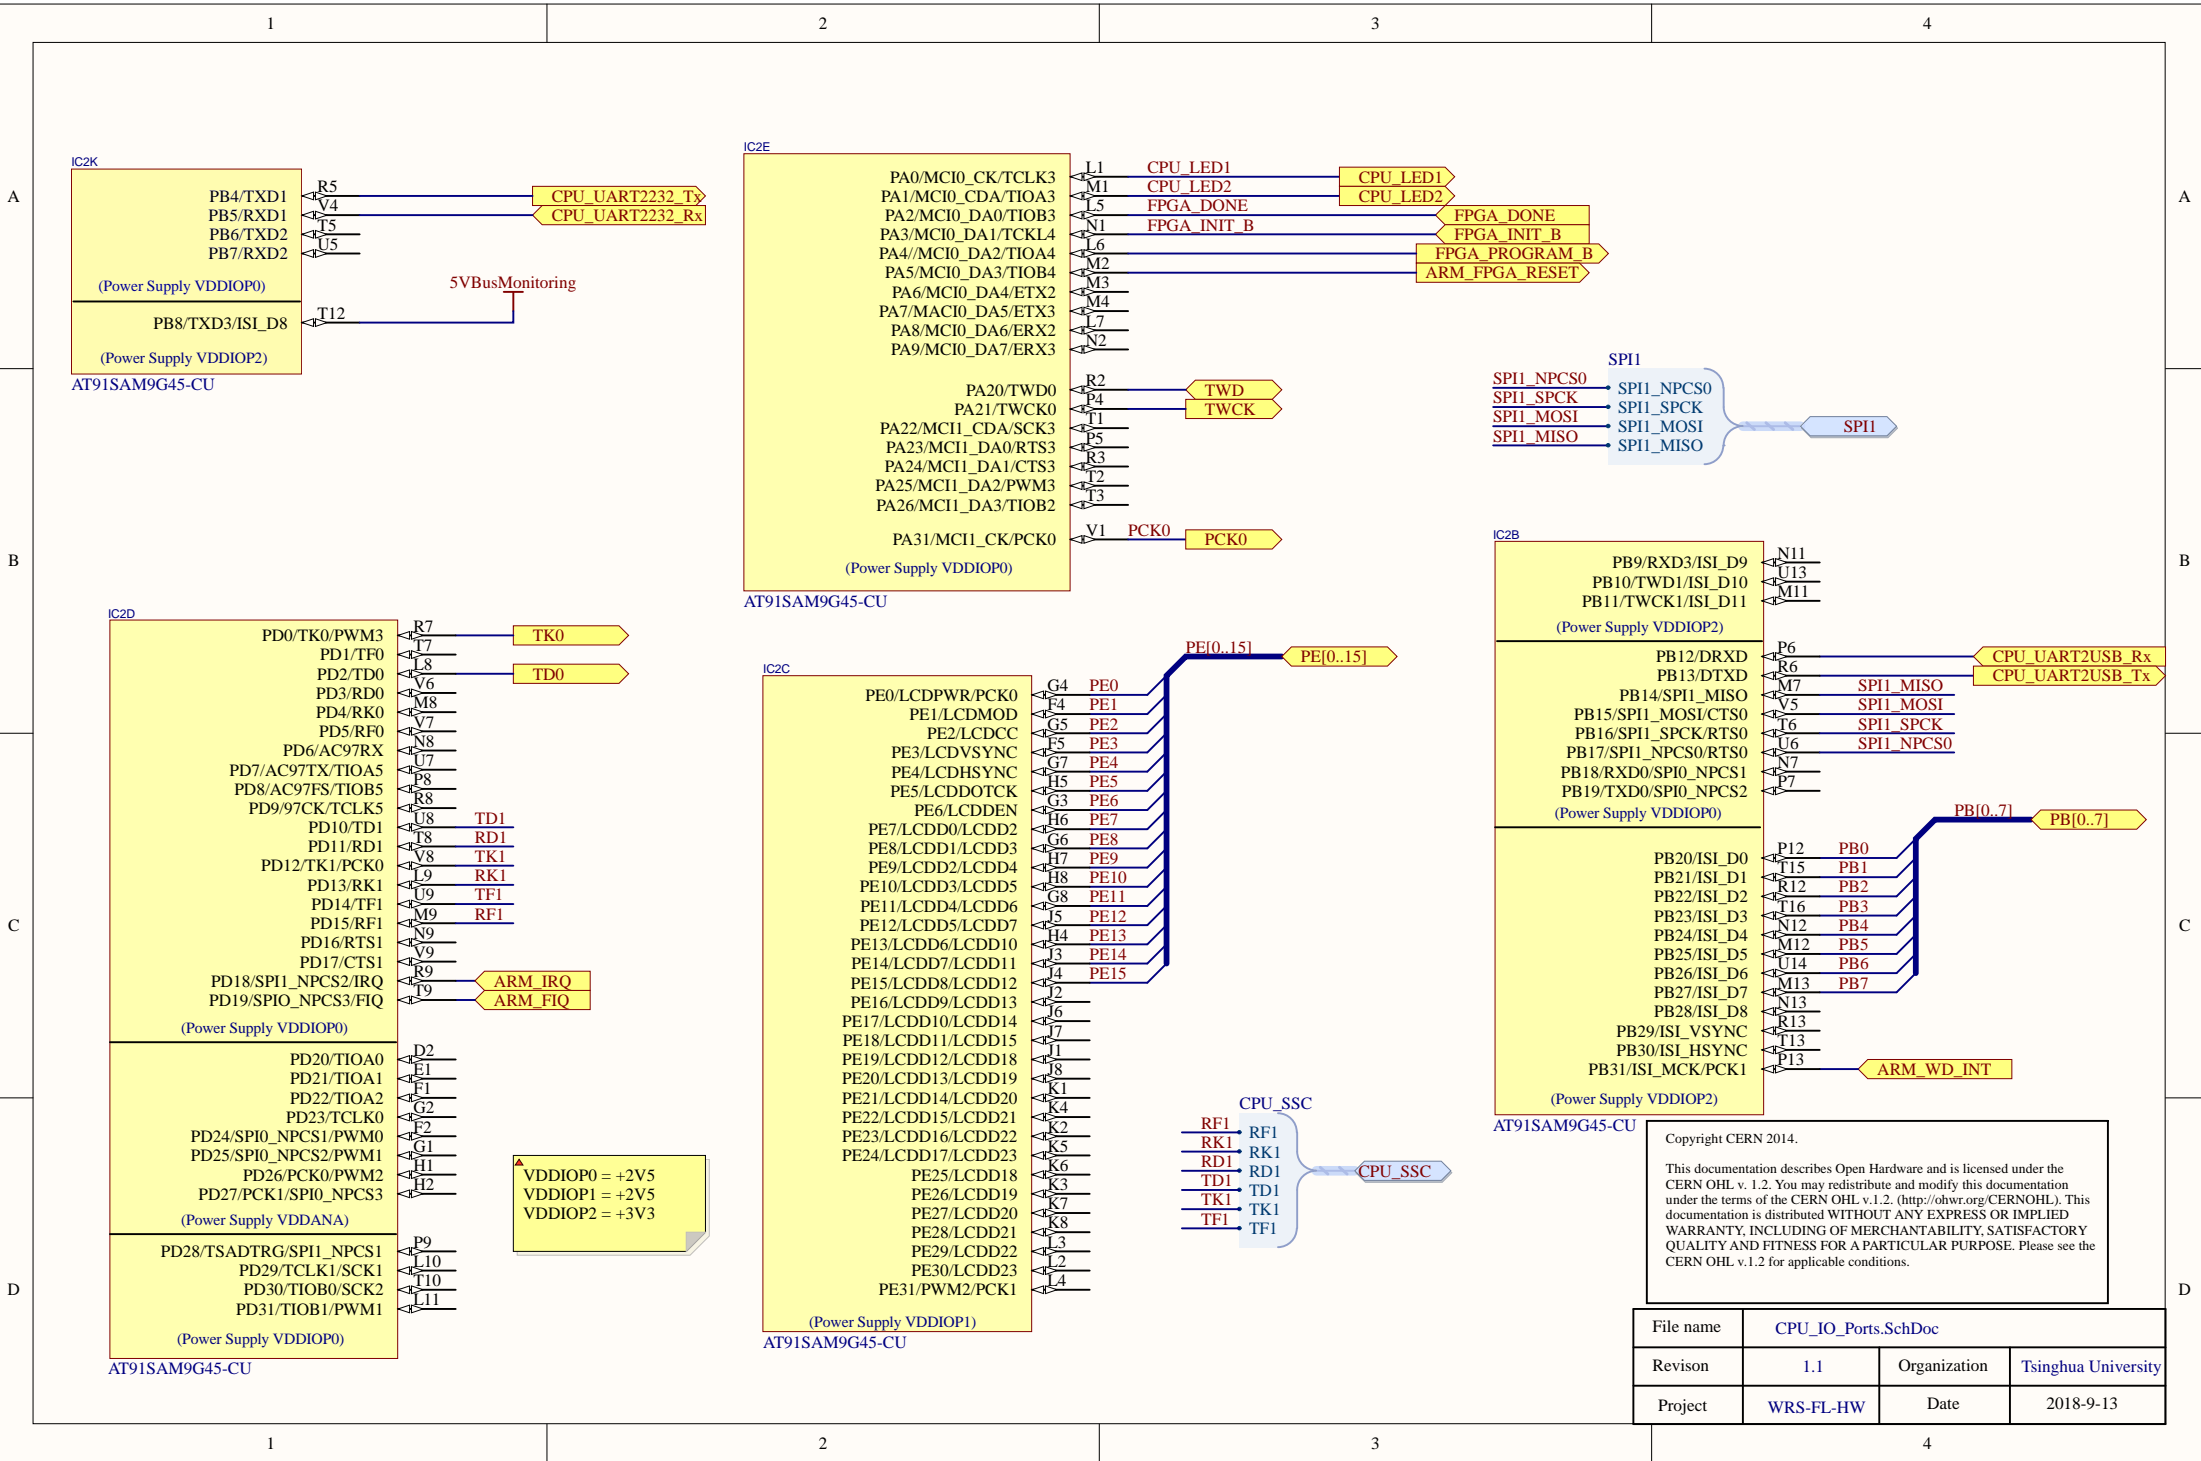 1
2
3
4
A
A
IC2K
PB4/TXD1 R5 CPU_UART2232_Tx
PB5/RXD1 V4 CPU_UART2232_Rx
PB6/TXD2 T5
PB7/RXD2 U5
(Power Supply VDDIOP0)
5VBusMonitoring
PB8/TXD3/ISI_D8 T12
(Power Supply VDDIOP2)
AT91SAM9G45-CU
IC2E
PA0/MCI0_CK/TCLK3 L1 CPU_LED1 CPU_LED1
PA1/MCI0_CDA/TIOA3 M1 CPU_LED2 CPU_LED2
PA2/MCI0_DA0/TIOB3 L5 FPGA_DONE FPGA_DONE
PA3/MCI0_DA1/TCKL4 N1 FPGA_INIT_B FPGA_INIT_B
PA4//MCI0_DA2/TIOA4 L6 FPGA_PROGRAM_B
PA5/MCI0_DA3/TIOB4 M2 ARM_FPGA_RESET
PA6/MCI0_DA4/ETX2 M3
PA7/MACI0_DA5/ETX3 M4
PA8/MCI0_DA6/ERX2 L7
PA9/MCI0_DA7/ERX3 N2
PA20/TWD0 R2 TWD
PA21/TWCK0 P4 TWCK
PA22/MCI1_CDA/SCK3 T1
PA23/MCI1_DA0/RTS3 P5
PA24/MCI1_DA1/CTS3 R3
PA25/MCI1_DA2/PWM3 T2
PA26/MCI1_DA3/TIOB2 T3
PA31/MCI1_CK/PCK0 V1 PCK0 PCK0
(Power Supply VDDIOP0)
AT91SAM9G45-CU
SPI1
SPI1_NPCS0 SPI1_NPCS0
SPI1_SPCK SPI1_SPCK
SPI1_MOSI SPI1_MOSI SPI1
SPI1_MISO SPI1_MISO
B
B
IC2D
PD0/TK0/PWM3 R7 TK0
PD1/TF0 T7
PD2/TD0 L8 TD0
PD3/RD0 V6
PD4/RK0 M8
PD5/RF0 V7
PD6/AC97RX N8
PD7/AC97TX/TIOA5 U7
PD8/AC97FS/TIOB5 P8
PD9/97CK/TCLK5 R8
PD10/TD1 U8 TD1
PD11/RD1 T8 RD1
PD12/TK1/PCK0 V8 TK1
PD13/RK1 L9 RK1
PD14/TF1 U9 TF1
PD15/RF1 M9 RF1
PD16/RTS1 N9
PD17/CTS1 V9
PD18/SPI1_NPCS2/IRQ R9 ARM_IRQ
PD19/SPIO_NPCS3/FIQ T9 ARM_FIQ
(Power Supply VDDIOP0)
PD20/TIOA0 D2
PD21/TIOA1 E1
PD22/TIOA2 F1
PD23/TCLK0 G2
PD24/SPI0_NPCS1/PWM0 F2
PD25/SPI0_NPCS2/PWM1 G1
PD26/PCK0/PWM2 H1
PD27/PCK1/SPI0_NPCS3 H2
(Power Supply VDDANA)
PD28/TSADTRG/SPI1_NPCS1 P9
PD29/TCLK1/SCK1 L10
PD30/TIOB0/SCK2 T10
PD31/TIOB1/PWM1 L11
(Power Supply VDDIOP0)
AT91SAM9G45-CU
VDDIOP0 = +2V5
VDDIOP1 = +2V5
VDDIOP2 = +3V3
IC2C
PE[0..15] PE[0..15]
PE0/LCDPWR/PCK0 G4 PE0
PE1/LCDMOD F4 PE1
PE2/LCDCC G5 PE2
PE3/LCDVSYNC F5 PE3
PE4/LCDHSYNC G7 PE4
PE5/LCDDOTCK H5 PE5
PE6/LCDDEN G3 PE6
PE7/LCDD0/LCDD2 H6 PE7
PE8/LCDD1/LCDD3 G6 PE8
PE9/LCDD2/LCDD4 H7 PE9
PE10/LCDD3/LCDD5 H8 PE10
PE11/LCDD4/LCDD6 G8 PE11
PE12/LCDD5/LCDD7 J5 PE12
PE13/LCDD6/LCDD10 H4 PE13
PE14/LCDD7/LCDD11 J3 PE14
PE15/LCDD8/LCDD12 J4 PE15
PE16/LCDD9/LCDD13 J2
PE17/LCDD10/LCDD14 J6
PE18/LCDD11/LCDD15 J7
PE19/LCDD12/LCDD18 J1
PE20/LCDD13/LCDD19 J8
PE21/LCDD14/LCDD20 K1
PE22/LCDD15/LCDD21 K4
PE23/LCDD16/LCDD22 K2
PE24/LCDD17/LCDD23 K5
PE25/LCDD18 K6
PE26/LCDD19 K3
PE27/LCDD20 K7
PE28/LCDD21 K8
PE29/LCDD22 L3
PE30/LCDD23 L2
PE31/PWM2/PCK1 L4
(Power Supply VDDIOP1)
AT91SAM9G45-CU
CPU_SSC
RF1 RF1
RK1 RK1
RD1 RD1 CPU_SSC
TD1 TD1
TK1 TK1
TF1 TF1
IC2B
PB9/RXD3/ISI_D9 N11
PB10/TWD1/ISI_D10 U13
PB11/TWCK1/ISI_D11 M11
(Power Supply VDDIOP2)
PB12/DRXD P6 CPU_UART2USB_Rx
PB13/DTXD R6 CPU_UART2USB_Tx
PB14/SPI1_MISO M7 SPI1_MISO
PB15/SPI1_MOSI/CTS0 V5 SPI1_MOSI
PB16/SPI1_SPCK/RTS0 T6 SPI1_SPCK
PB17/SPI1_NPCS0/RTS0 U6 SPI1_NPCS0
PB18/RXD0/SPI0_NPCS1 N7
PB19/TXD0/SPI0_NPCS2 P7
(Power Supply VDDIOP0)
PB[0..7] PB[0..7]
PB20/ISI_D0 P12 PB0
PB21/ISI_D1 T15 PB1
PB22/ISI_D2 R12 PB2
PB23/ISI_D3 T16 PB3
PB24/ISI_D4 N12 PB4
PB25/ISI_D5 M12 PB5
PB26/ISI_D6 U14 PB6
PB27/ISI_D7 M13 PB7
PB28/ISI_D8 N13
PB29/ISI_VSYNC R13
PB30/ISI_HSYNC T13
PB31/ISI_MCK/PCK1 P13 ARM_WD_INT
(Power Supply VDDIOP2)
AT91SAM9G45-CU
C
C
D
D
Copyright CERN 2014.
This documentation describes Open Hardware and is licensed under the
CERN OHL v. 1.2. You may redistribute and modify this documentation
under the terms of the CERN OHL v.1.2. (http://ohwr.org/CERNOHL). This
documentation is distributed WITHOUT ANY EXPRESS OR IMPLIED
WARRANTY, INCLUDING OF MERCHANTABILITY, SATISFACTORY
QUALITY AND FITNESS FOR A PARTICULAR PURPOSE. Please see the
CERN OHL v.1.2 for applicable conditions.
File name CPU_IO_Ports.SchDoc
Revison 1.1 Organization Tsinghua University
Project WRS-FL-HW Date 2018-9-13
1
2
3
4